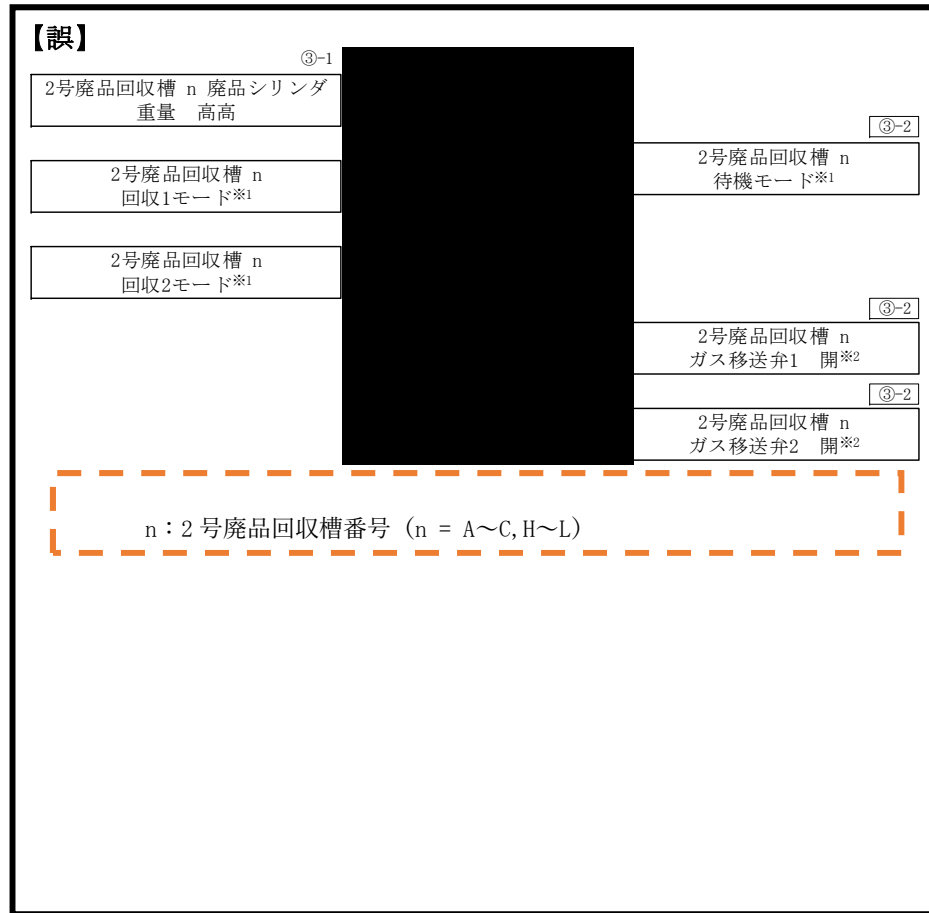 【誤】
③-1
2号廃品回収槽 n 廃品シリンダ
重量 高高
③-2
2号廃品回収槽 n
待機モード※1
2号廃品回収槽 n
回収1モード※1
2号廃品回収槽 n
回収2モード※1
③-2
2号廃品回収槽 n
ガス移送弁1 開※2
③-2
2号廃品回収槽 n
ガス移送弁2 開※2
n：2 号廃品回収槽番号 (n = A～C,H～L)